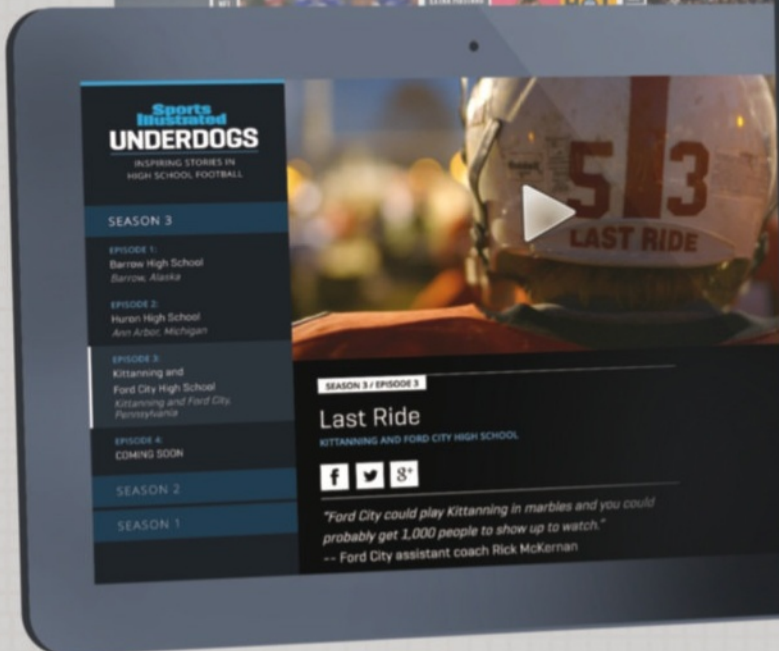 Sports
Illustrated
UNDERDOGS
INSPIRING STORIES IN
HIGH SCHOOL FOOTBALL
SEASON 3
EPISODE 1:
Barrow High School
Barrow, Alaska
EPISODE 2:
Huron High School
Ann Arbor, Michigan
EPISODE 3:
Kittanning and
Ford City High School
Kittanning and Ford City,
Pennsylvania
EPISODE 4:
COMING SOON
SEASON 2
SEASON 1
53
LAST RIDE
SEASON 3 / EPISODE 3
Last Ride
KITTANNING AND FORD CITY HIGH SCHOOL
f 8+
"Ford City could play Kittanning in marbles and you could
probably get 1,000 people to show up to watch."
-- Ford City assistant coach Rick McKernan